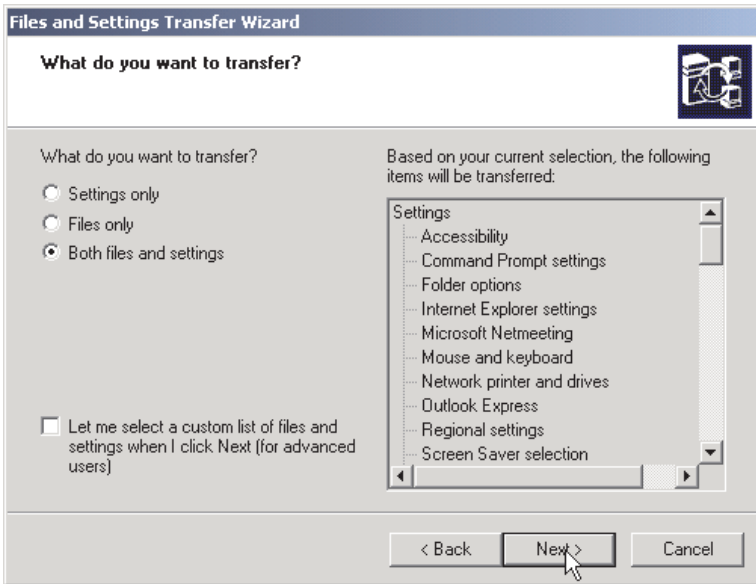 Files and Settings Transfer Wizard
What do you want to transfer?
What do you want to transfer?
Settings only
Files only
Both files and settings
Let me select a custom list of files and
settings when I click Next (for advanced
users)
Based on your current selection, the following
items will be transferred:
Settings
Accessibility
Command Prompt settings
Folder options
Internet Explorer settings
Microsoft Netmeeting
Mouse and keyboard
Network printer and drives
Outlook Express
Regional settings
Screen Saver selection
< Back
Next >
Cancel